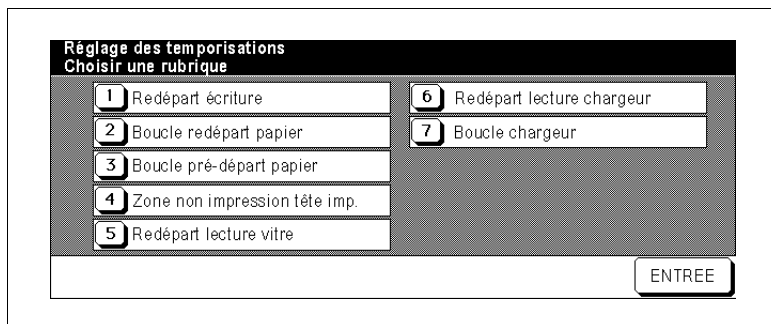 Réglage des temporisations
Choisir une rubrique
1 Redépart écriture
2 Boucle redépart papier
3 Boucle pré-départ papier
4 Zone non impression tête imp.
5 Redépart lecture vitre
6 Redépart lecture chargeur
7 Boucle chargeur
ENTREE